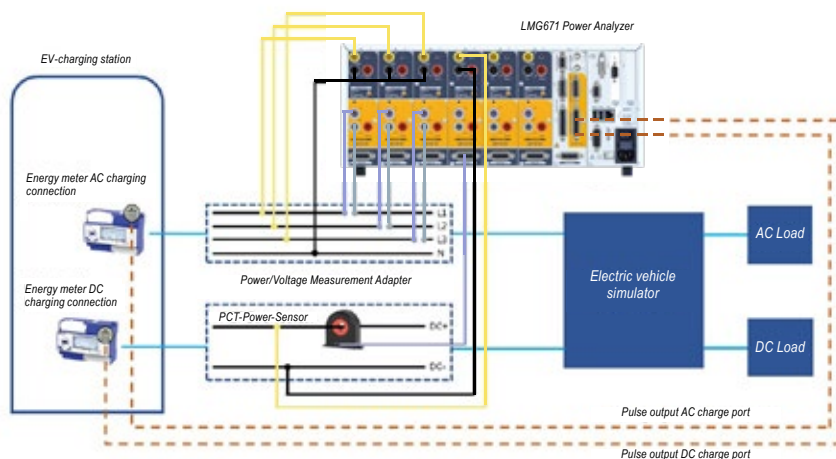 LMG671 Power Analyzer
EV-charging station
Energy meter AC charging
connection
L1
L2
L3
N
Power/Voltage Measurement Adapter
Electric vehicle
simulator
AC Load
Energy meter DC
charging connection
PCT-Power-Sensor
DC+
DC-
DC Load
Pulse output AC charge port
Pulse output DC charge port